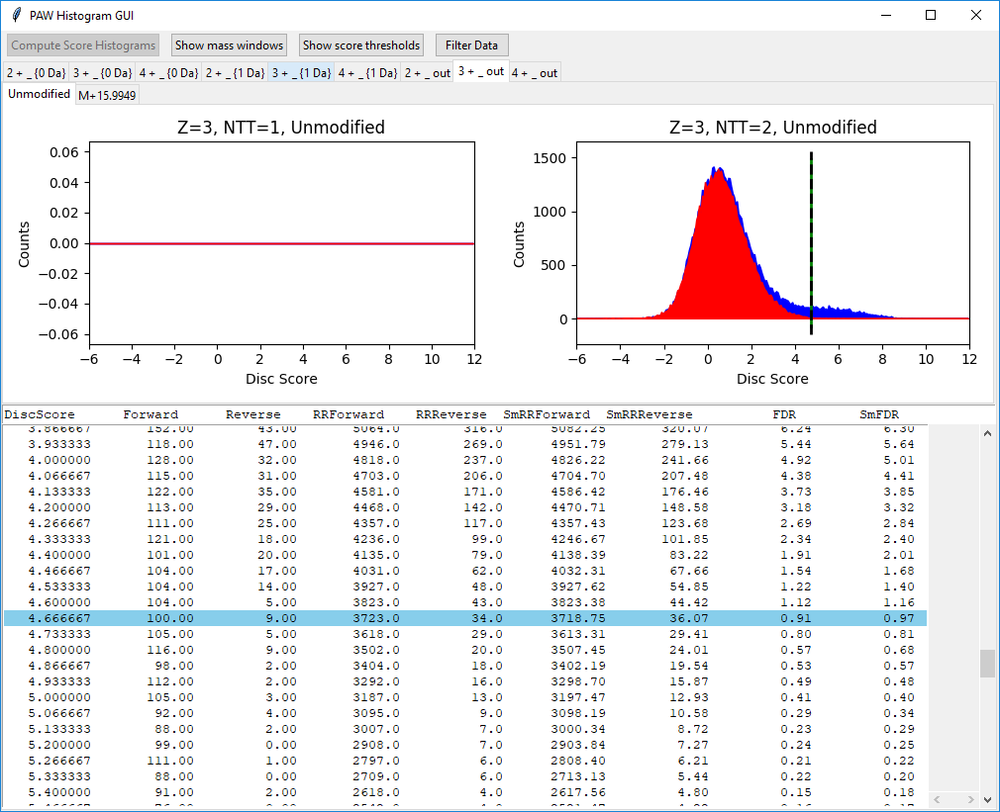 PAW Histogram GUI
Compute Score Histograms Show mass windows Show score thresholds Filter Data
2 + _ {0 Da} 3 + _ {0 Da} 4 + _ {0 Da} 2 + _ {1 Da} 3 + _ {1 Da} 4 + _ {1 Da} 2 + _ out 3 + _ out 4 + _ out
Unmodified M+15.9949
Z=3, NTT=1, Unmodified
0.06
0.04
0.02
0.00
−0.02
−0.04
−0.06
Counts
−6 −4 −2 0 2 4 6 8 10 12
Disc Score
Z=3, NTT=2, Unmodified
1500
1000
500
0
Counts
−6 −4 −2 0 2 4 6 8 10 12
Disc Score
DiscScore Forward Reverse RRForward RRReverse SmRRForward SmRRReverse FDR SmFDR
3.866667 152.00 43.00 5064.0 316.0 5082.25 320.07 6.24 6.30
3.933333 118.00 47.00 4946.0 269.0 4951.79 279.13 5.44 5.64
4.000000 128.00 32.00 4818.0 237.0 4826.22 241.66 4.92 5.01
4.066667 115.00 31.00 4703.0 206.0 4704.70 207.48 4.38 4.41
4.133333 122.00 35.00 4581.0 171.0 4586.42 176.46 3.73 3.85
4.200000 113.00 29.00 4468.0 142.0 4470.71 148.58 3.18 3.32
4.266667 111.00 25.00 4357.0 117.0 4357.43 123.68 2.69 2.84
4.333333 121.00 18.00 4236.0 99.0 4246.67 101.85 2.34 2.40
4.400000 101.00 20.00 4135.0 79.0 4138.39 83.22 1.91 2.01
4.466667 104.00 17.00 4031.0 62.0 4032.31 67.66 1.54 1.68
4.533333 104.00 14.00 3927.0 48.0 3927.62 54.85 1.22 1.40
4.600000 104.00 5.00 3823.0 43.0 3823.38 44.42 1.12 1.16
4.666667 100.00 9.00 3723.0 34.0 3718.75 36.07 0.91 0.97
4.733333 105.00 5.00 3618.0 29.0 3613.31 29.41 0.80 0.81
4.800000 116.00 9.00 3502.0 20.0 3507.45 24.01 0.57 0.68
4.866667 98.00 2.00 3404.0 18.0 3402.19 19.54 0.53 0.57
4.933333 112.00 2.00 3292.0 16.0 3298.70 15.87 0.49 0.48
5.000000 105.00 3.00 3187.0 13.0 3197.47 12.93 0.41 0.40
5.066667 92.00 4.00 3095.0 9.0 3098.19 10.58 0.29 0.34
5.133333 88.00 2.00 3007.0 7.0 3000.34 8.72 0.23 0.29
5.200000 99.00 0.00 2908.0 7.0 2903.84 7.27 0.24 0.25
5.266667 111.00 1.00 2797.0 6.0 2808.40 6.21 0.21 0.22
5.333333 88.00 0.00 2709.0 6.0 2713.13 5.44 0.22 0.20
5.400000 91.00 2.00 2618.0 4.0 2617.56 4.80 0.15 0.18